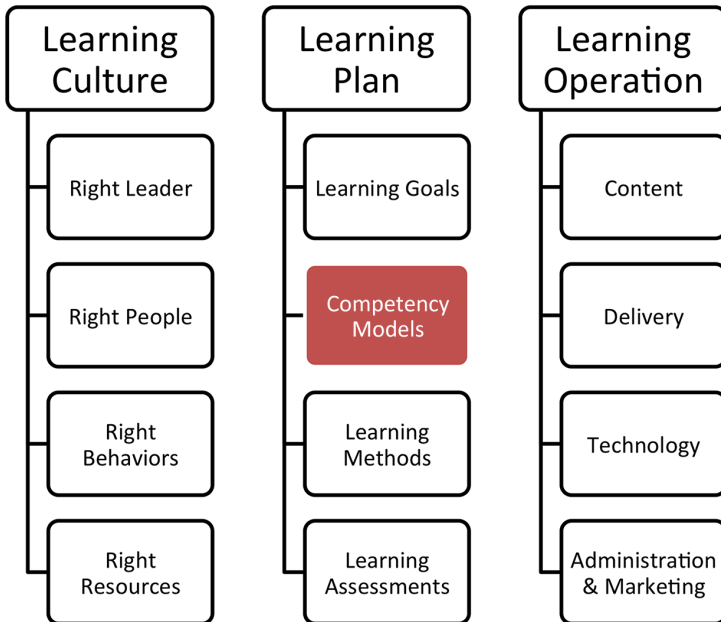 Learning
Culture
Right Leader
Right People
Right
Behaviors
Right
Resources
Learning
Plan
Learning Goals
Competency
Models
Learning
Methods
Learning
Assessments
Learning
Operation
Content
Delivery
Technology
Administration
& Marketing